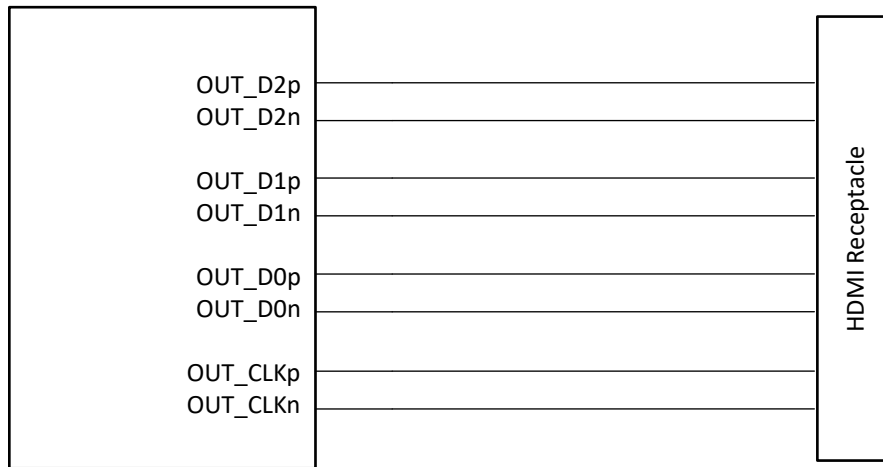 OUT_D2p
OUT_D2n
OUT_D1p
OUT_D1n
OUT_D0p
OUT_D0n
OUT_CLKp
OUT_CLKn
HDMI Receptacle